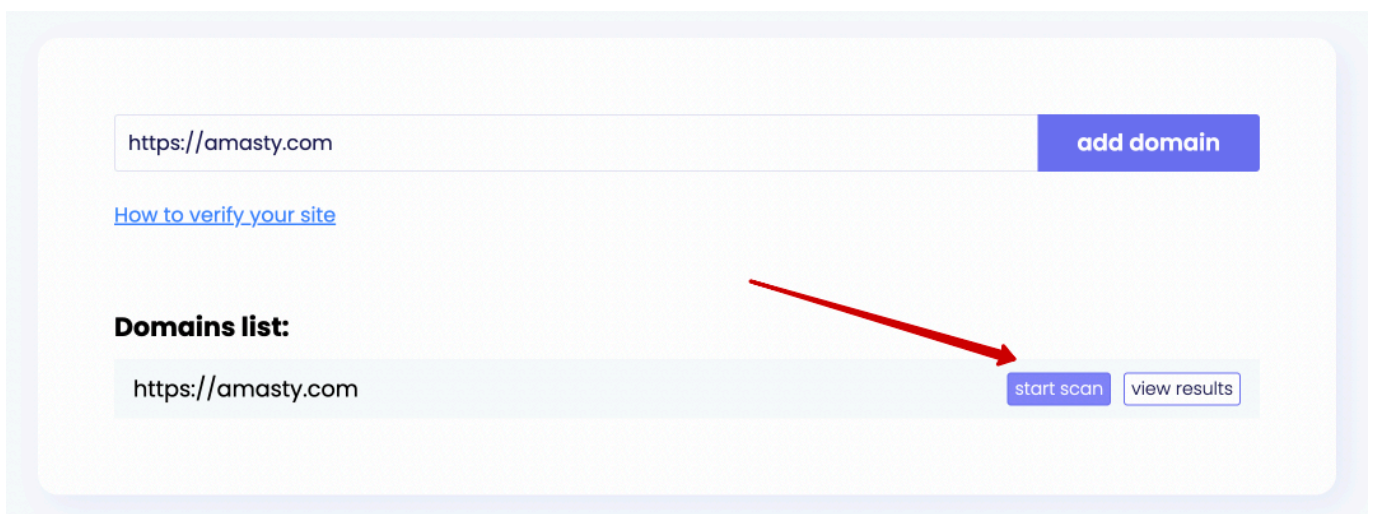 https://amasty.com
add domain
How to verify your site
Domains list:
https://amasty.com
start scan
view results